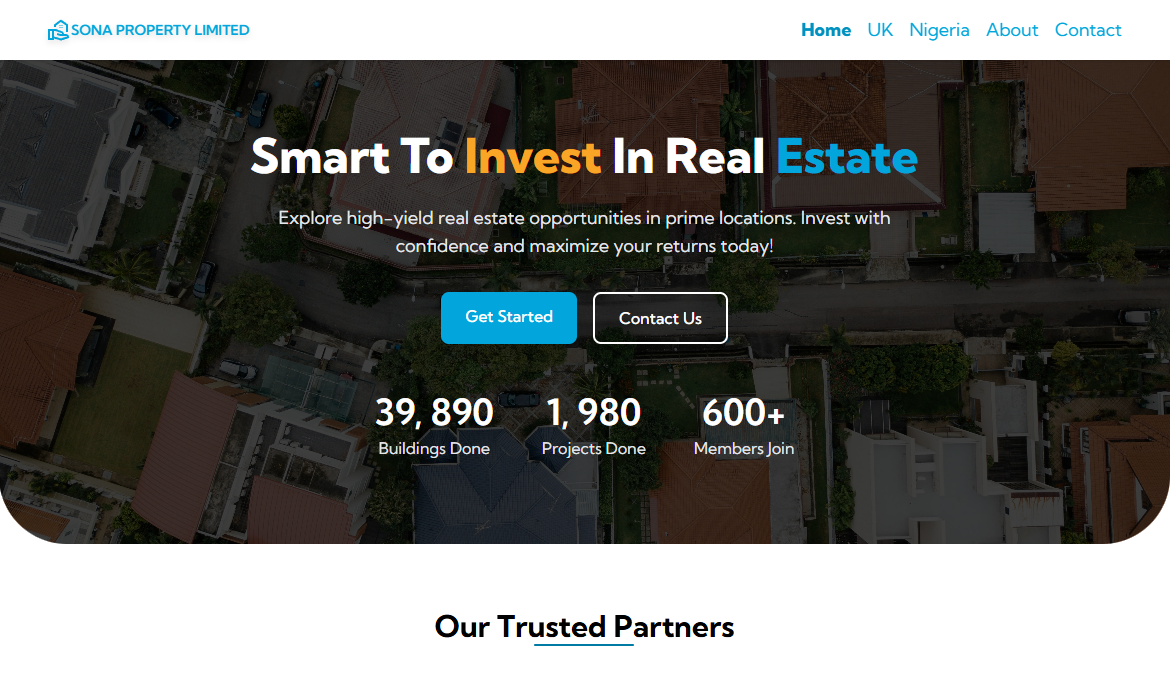 SONA PROPERTY LIMITED
Home UK Nigeria About Contact
Smart To Invest In Real Estate
Explore high-yield real estate opportunities in prime locations. Invest with
confidence and maximize your returns today!
Get Started Contact Us
39, 890 1, 980 600+
Buildings Done Projects Done Members Join
Our Trusted Partners